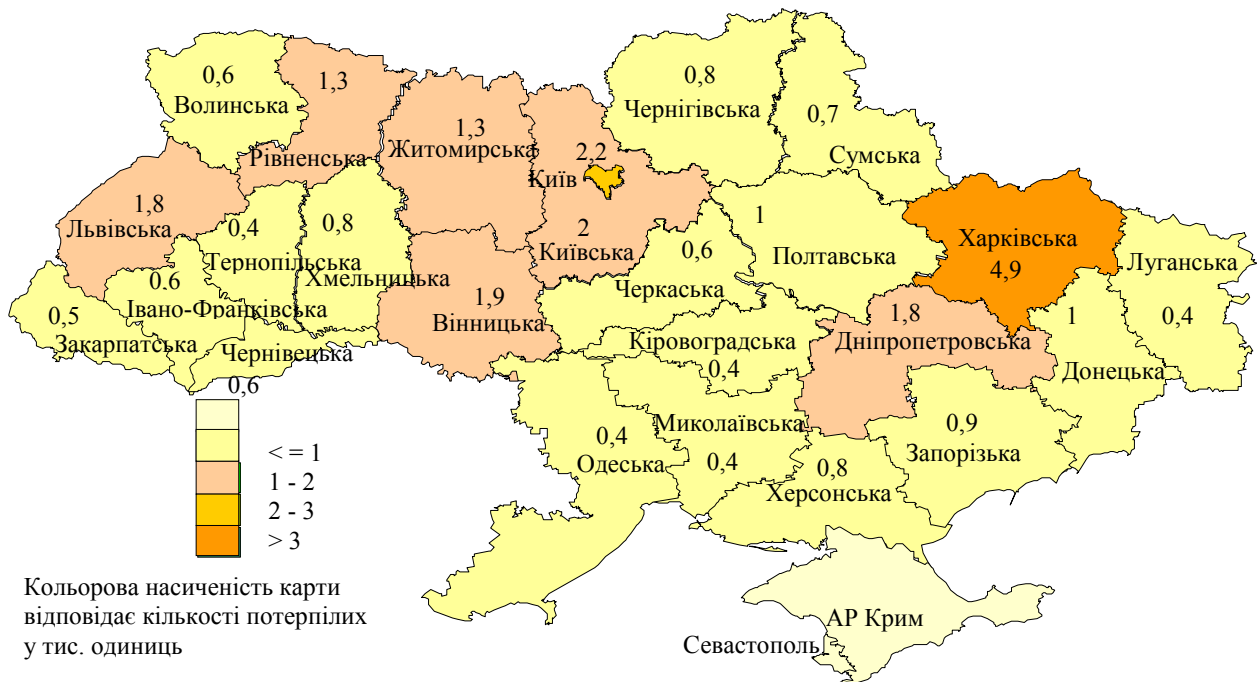 0,6
Волинська
1,3
Рівненська
1,3
Житомирська
2,2
Київ
2
Київська
0,8
Чернігівська
0,7
Сумська
1,8
Львівська
0,4
Тернопільська
0,8
Хмельницька
0,6
Івано-Франківська
0,5
Закарпатська
Чернівецька
0,6
1,9
Вінницька
0,6
Черкаська
1
Полтавська
Харківська
4,9
Луганська
0,4
1
Донецька
1,8
Дніпропетровська
Кіровоградська
0,4
Миколаївська
0,4
0,4
Одеська
0,8
Херсонська
0,9
Запорізька
АР Крим
Севастополь
< = 1
1 - 2
2 - 3
> 3
Кольорова насиченість карти
відповідає кількості потерпілих
у тис. одиниць